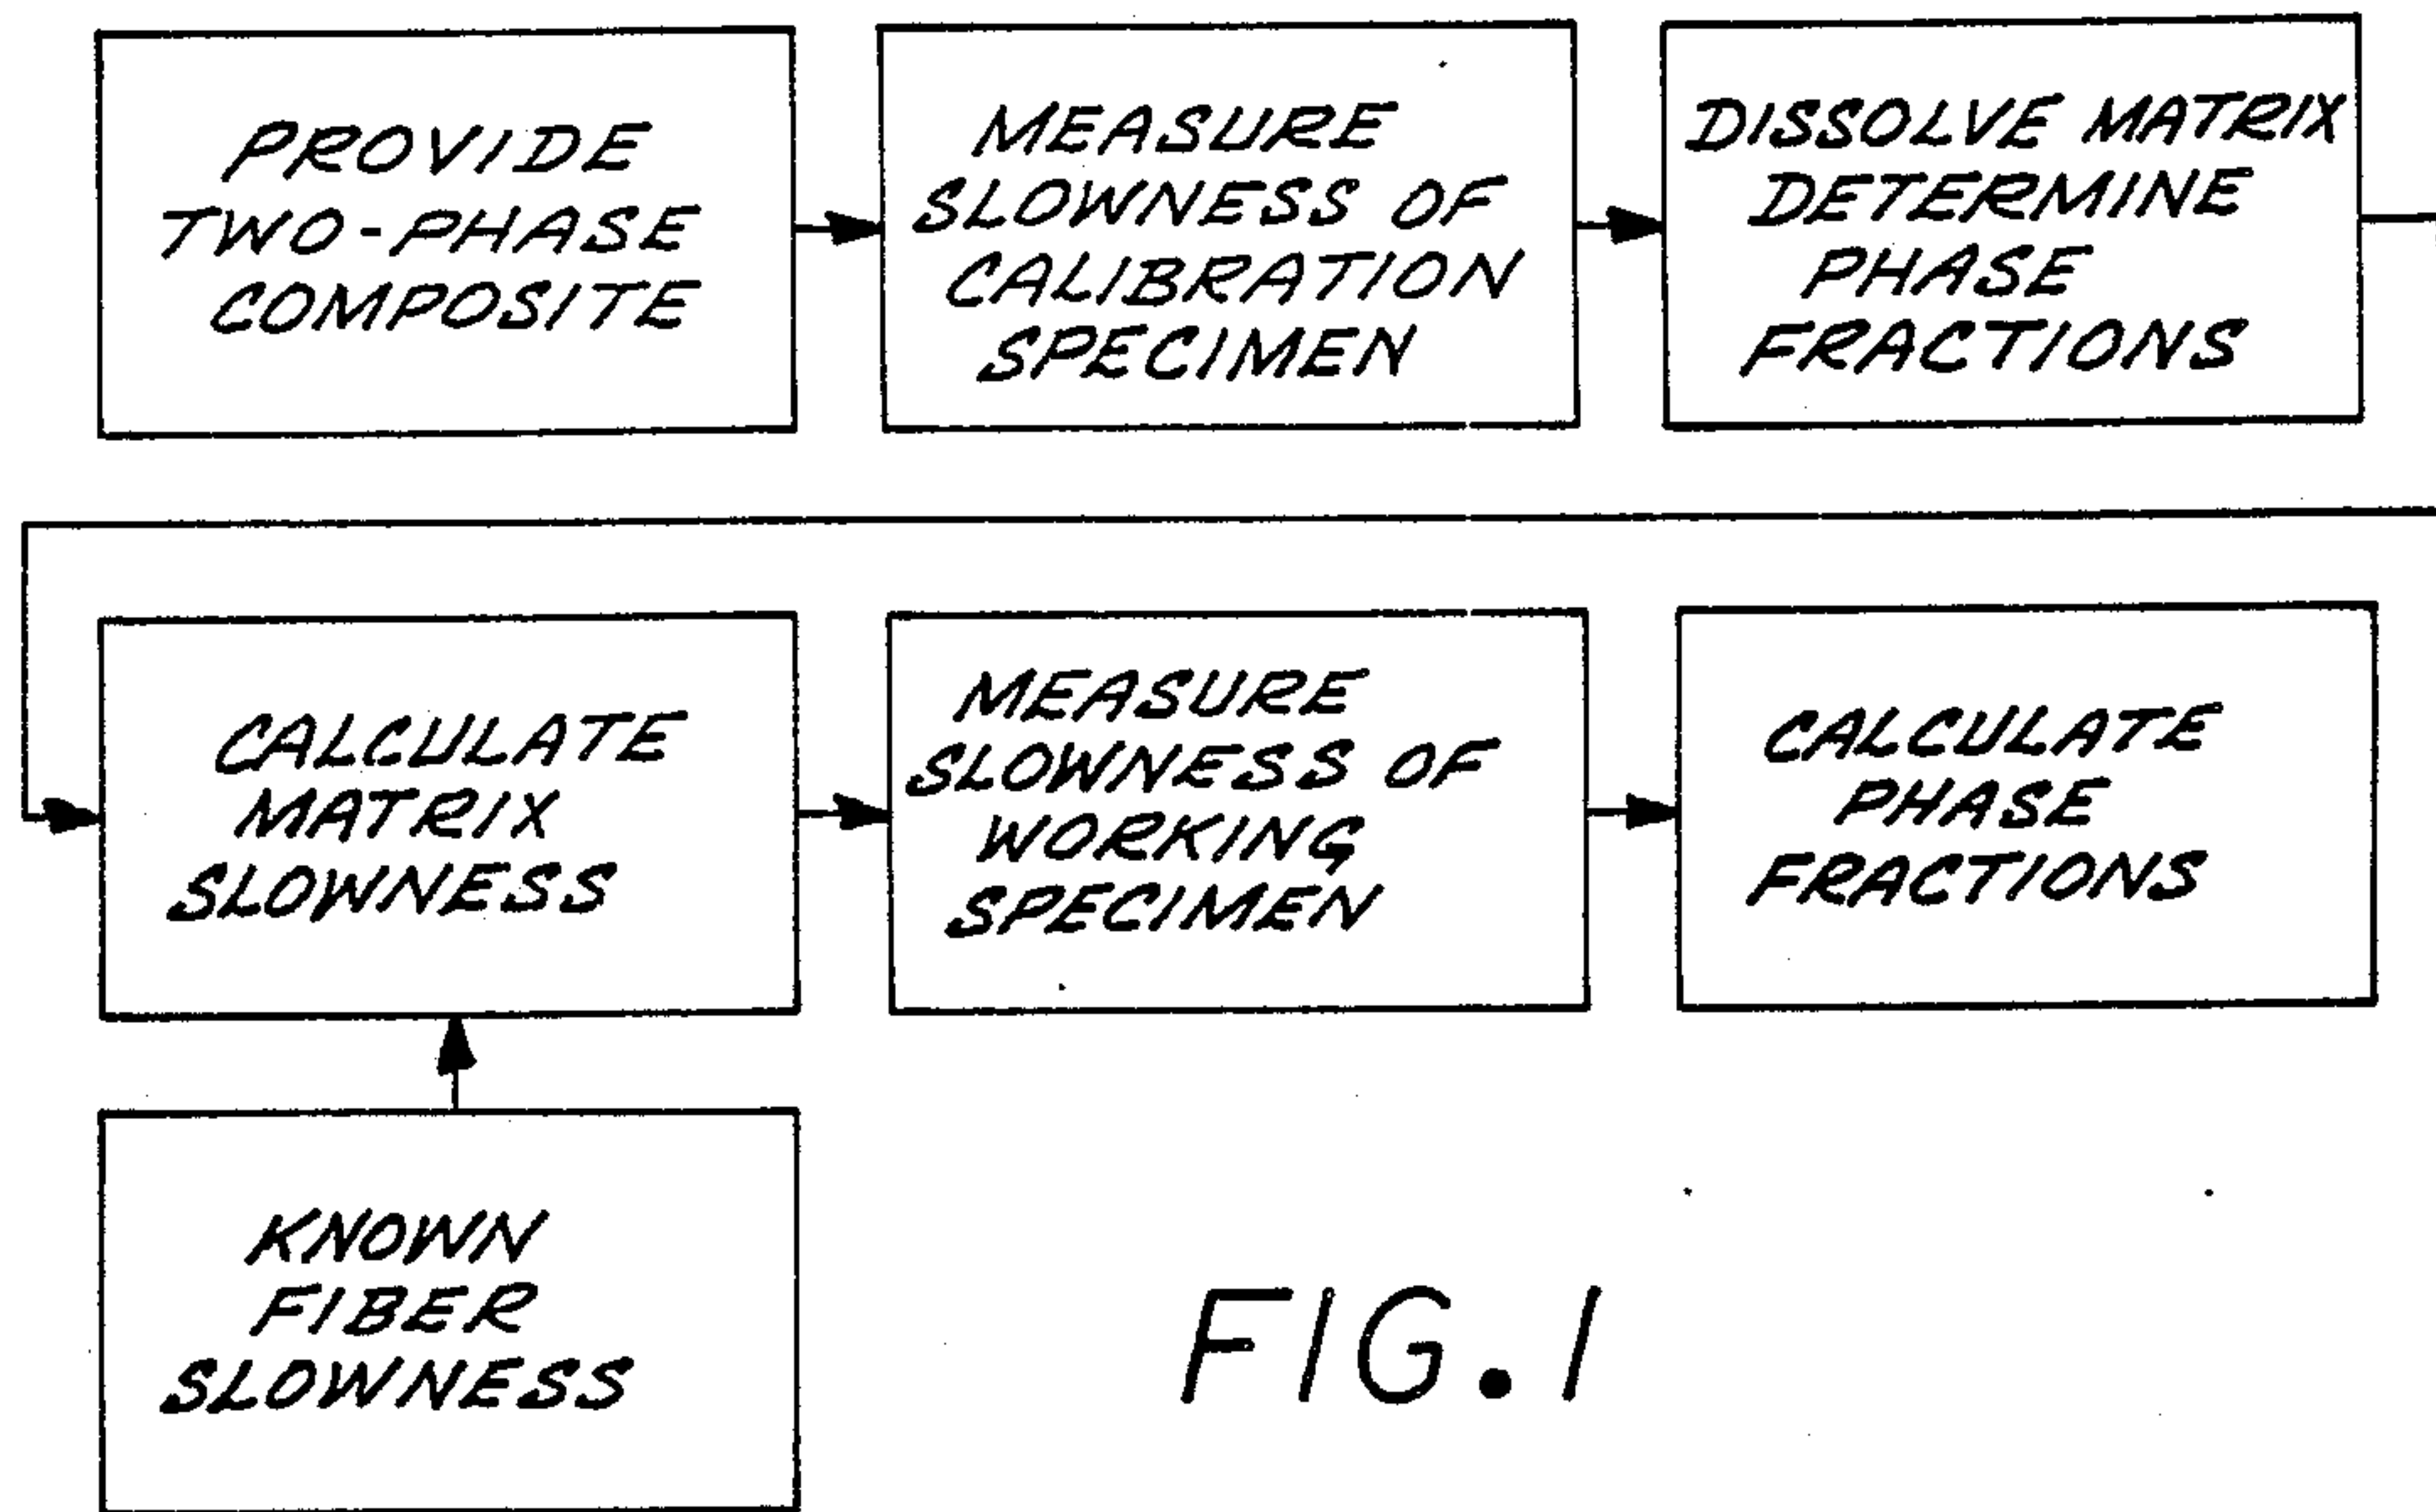 PROVIDE
TWO-PHASE
COMPOSITE
MEASURE
SLOWNESS OF
CALIBRATION
SPECIMEN
DISSOLVE MATRIX
DETERMINE
PHASE
FRACTIONS
CALCULATE
MATRIX
SLOWNESS
MEASURE
SLOWNESS OF
WORKING
SPECIMEN
CALCULATE
PHASE
FRACTIONS
KNOWN
FIBER
SLOWNESS
FIG. 1